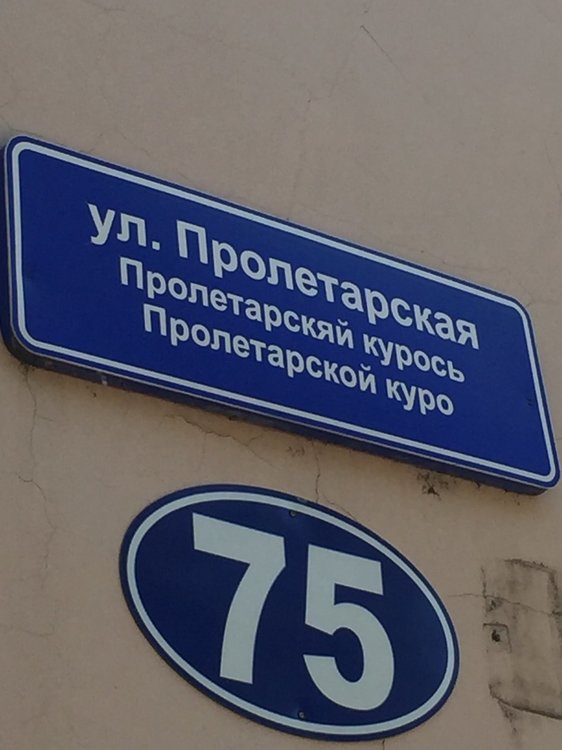 ул. Пролетарская
Пролетарскяй курось
Пролетарской куро
75